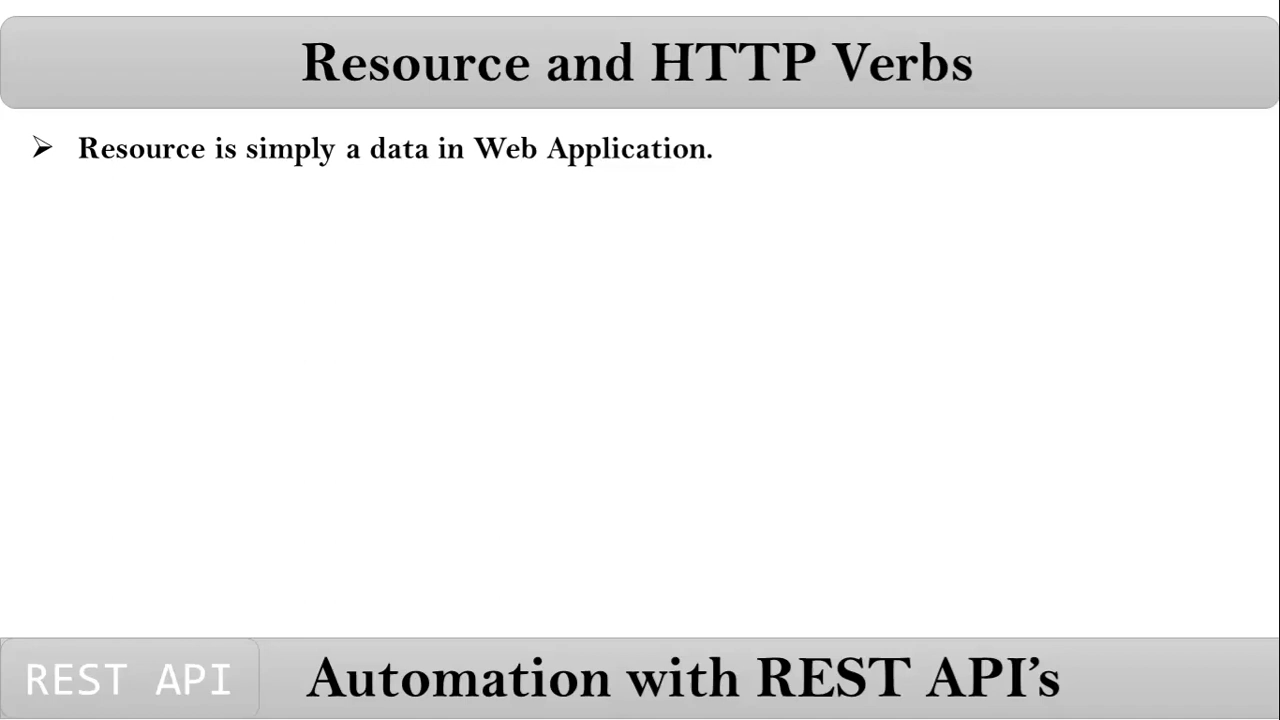 Resource and HTTP Verbs
➢ Resource is simply a data in Web Application.
REST API
Automation with REST API’s